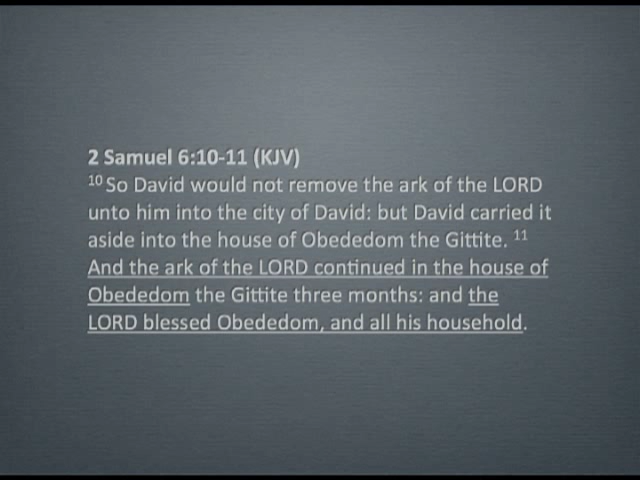 2 Samuel 6:10-11 (KJV)
10 So David would not remove the ark of the LORD
unto him into the city of David: but David carried it
aside into the house of Obededom the Gittite. 11
And the ark of the LORD continued in the house of
Obededom the Gittite three months: and the
LORD blessed Obededom, and all his household.